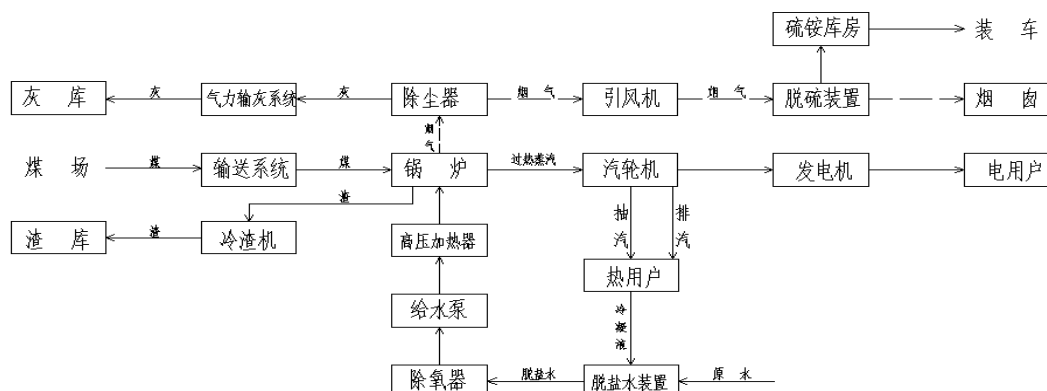 硫铵库房
装 车
灰 库
灰
气力输灰系统
灰
除尘器
烟 气
引风机
烟 气
脱硫装置
烟 囱
烟气
煤 场
煤
输送系统
煤
锅 炉
过热蒸汽
汽轮机
发电机
电用户
渣
抽汽
排汽
渣 库
渣
冷渣机
高压加热器
热用户
给水泵
冷凝液
除氧器
脱盐水
脱盐水装置
原 水